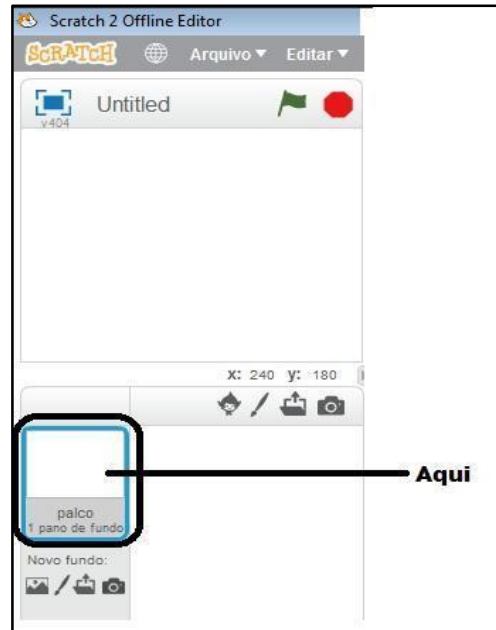 Scratch 2 Offline Editor
SCRATCH Arquivo Editar
Untitled
v404
x: 240 y: 180
Aqui
palco
1 pano de fundo
Novo fundo: